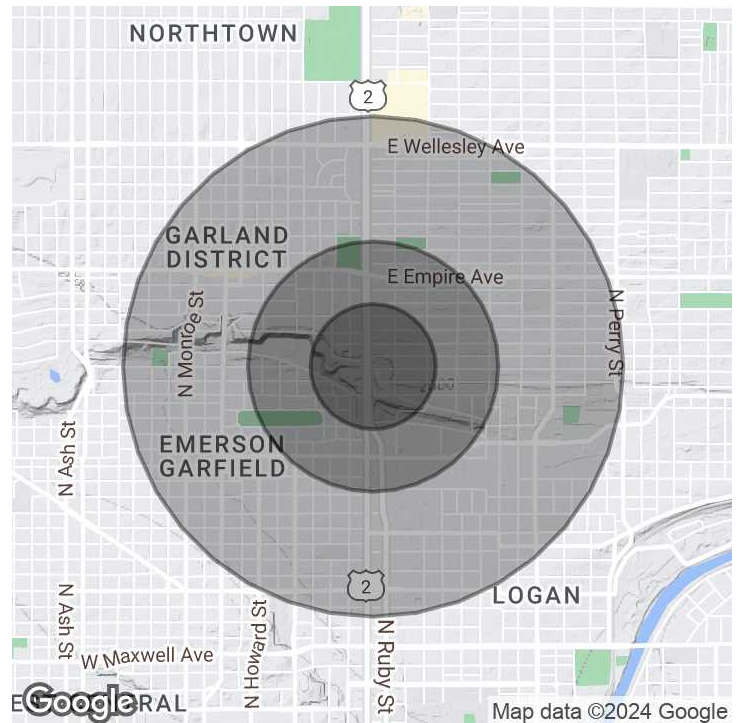 NORTHTOWN
2
E Wellesley Ave
GARLAND
DISTRICT
E Empire Ave
N Monroe St
N Perry St
EMERSON
GARFIELD
N Ash St
2
LOGAN
N Ash St
N Howard St
N Ruby St
W Maxwell Ave
Google
Map data ©2024 Google